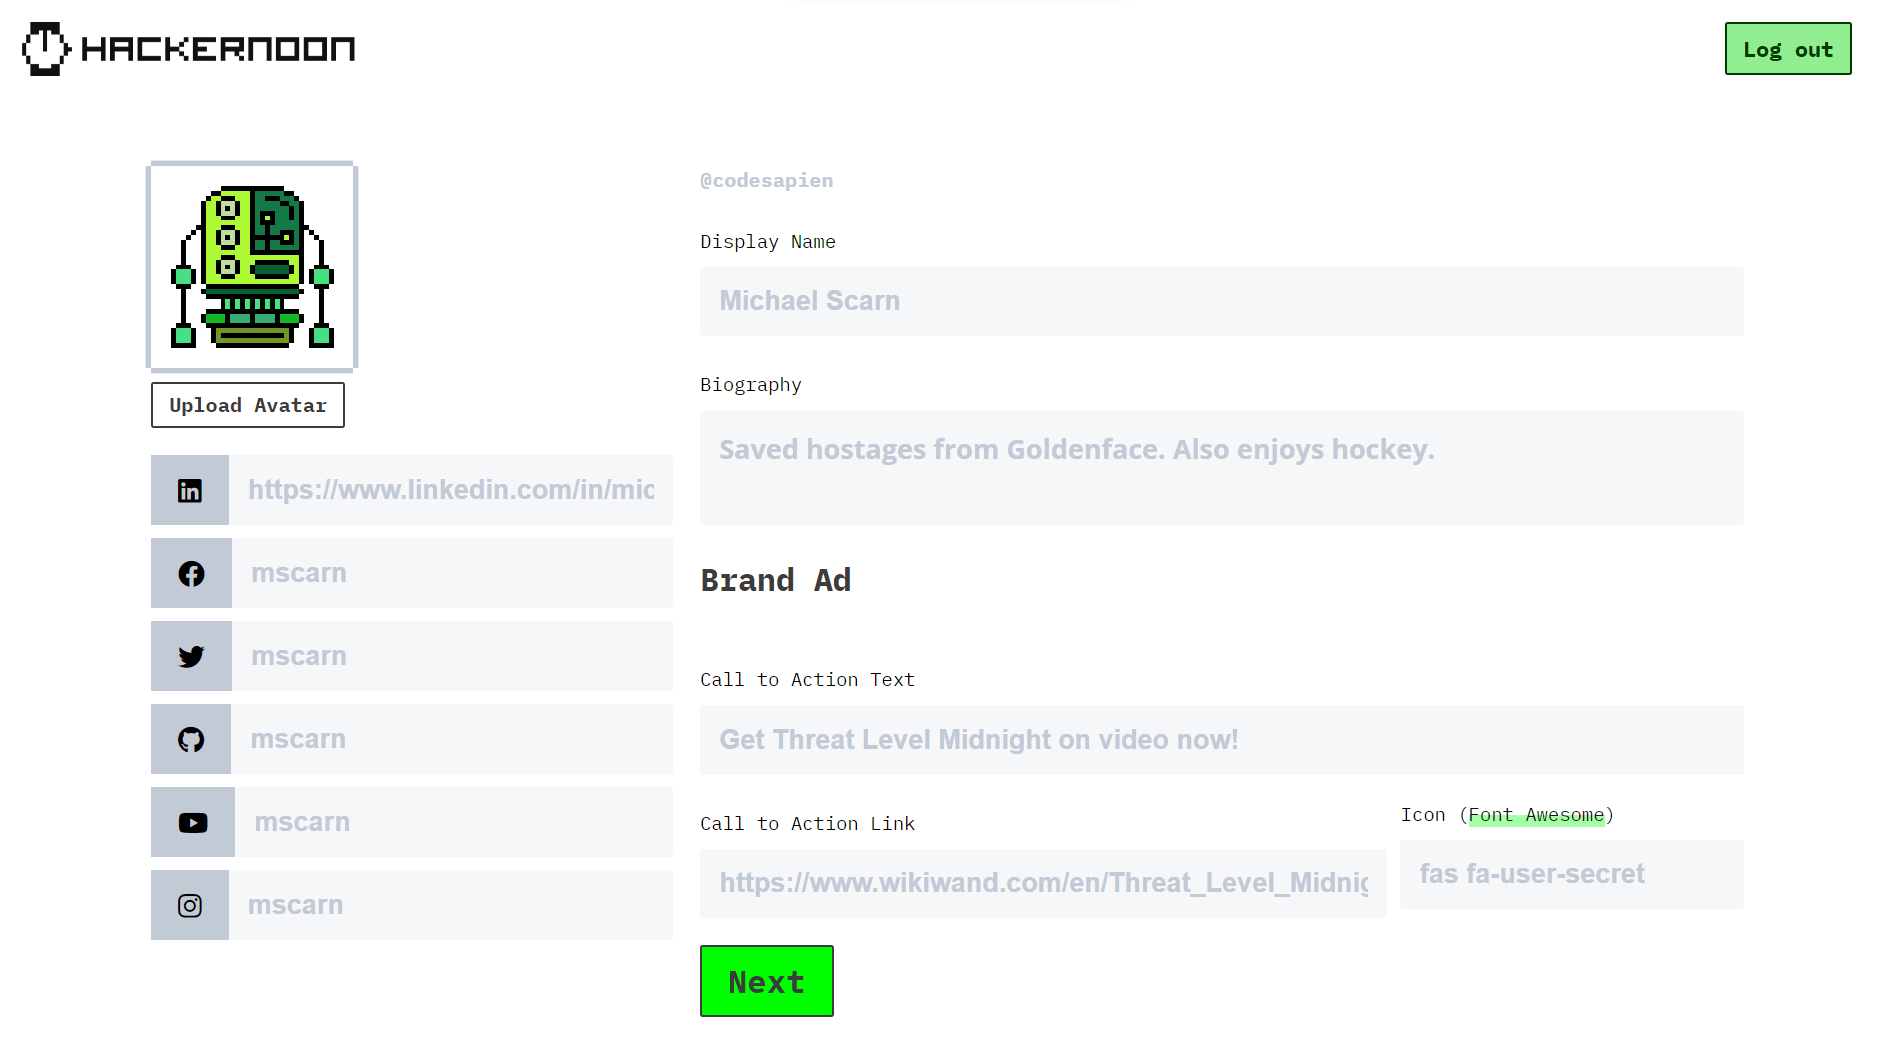 HACKERNOON
Log out
@codesapien
Display Name
Michael Scarn
Upload Avatar
Biography
Saved hostages from Goldenface. Also enjoys hockey.
https://www.linkedin.com/in/mic
mscarn
mscarn
mscarn
mscarn
mscarn
Brand Ad
Call to Action Text
Get Threat Level Midnight on video now!
Call to Action Link
https://www.wikiwand.com/en/Threat_Level_Midnig
Icon (Font Awesome)
fas fa-user-secret
Next